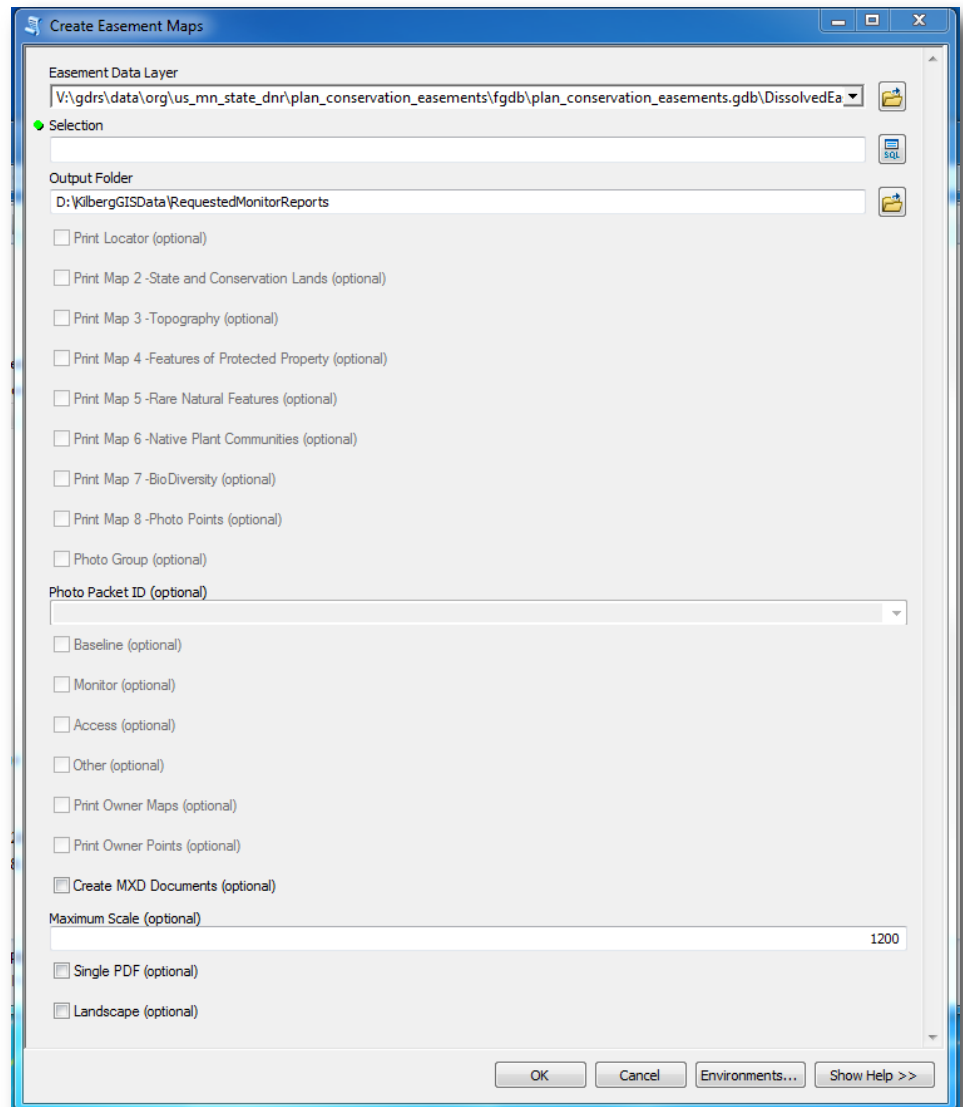 Create Easement Maps
Easement Data Layer
V:\gdrs\data\org\us_mn_state_dnr\plan_conservation_easements\fgdb\plan_conservation_easements.gdb\DissolvedEa
Selection
SQL
Output Folder
D:\KilbergGISData\RequestedMonitorReports
Print Locator (optional)
Print Map 2 -State and Conservation Lands (optional)
Print Map 3 -Topography (optional)
Print Map 4 -Features of Protected Property (optional)
Print Map 5 -Rare Natural Features (optional)
Print Map 6 -Native Plant Communities (optional)
Print Map 7 -BioDiversity (optional)
Print Map 8 -Photo Points (optional)
Photo Group (optional)
Photo Packet ID (optional)
Baseline (optional)
Monitor (optional)
Access (optional)
Other (optional)
Print Owner Maps (optional)
Print Owner Points (optional)
Create MXD Documents (optional)
Maximum Scale (optional)
1200
Single PDF (optional)
Landscape (optional)
OK Cancel Environments... Show Help >>